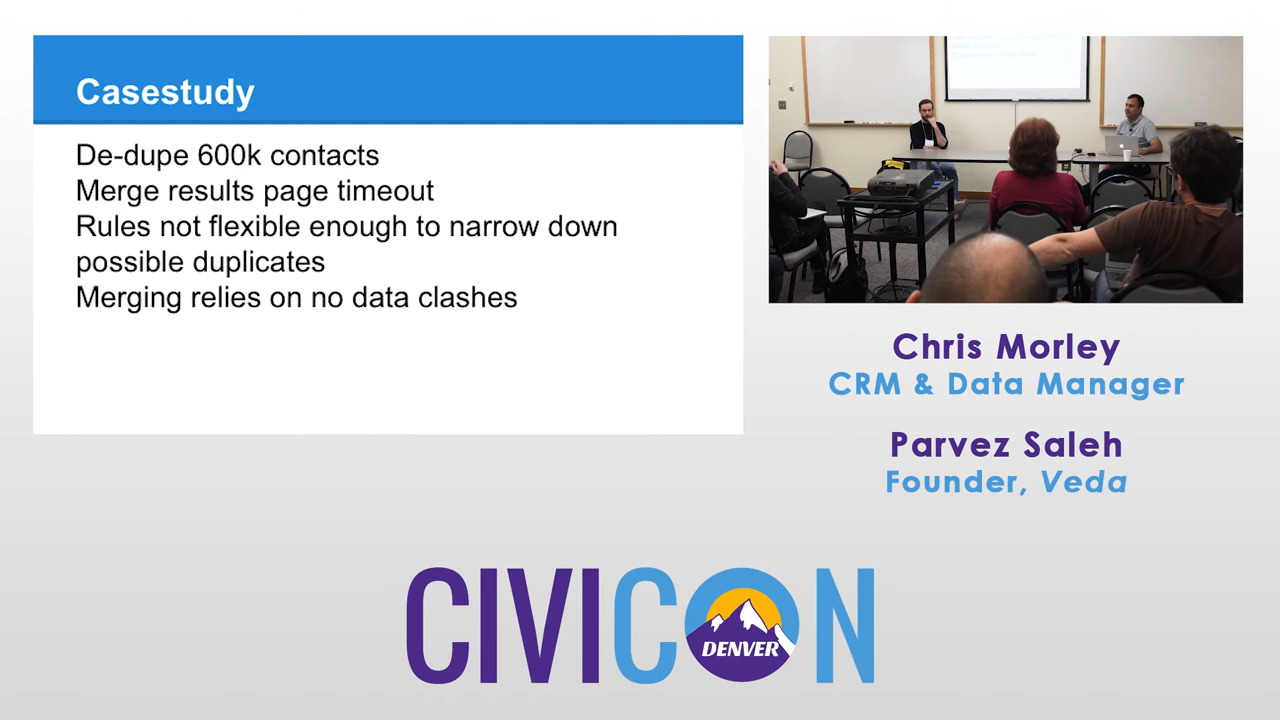 Casestudy
De-dupe 600k contacts
Merge results page timeout
Rules not flexible enough to narrow down
possible duplicates
Merging relies on no data clashes
Chris Morley
CRM & Data Manager
Parvez Saleh
Founder, Veda
CIVICON
DENVER